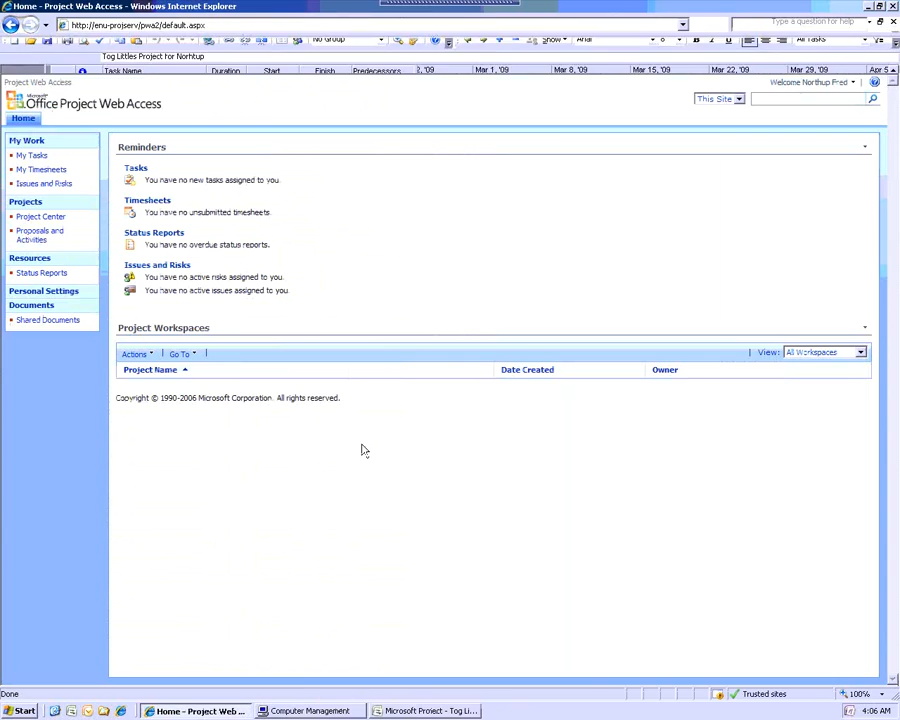 Home - Project Web Access - Windows Internet Explorer
http://enu-projserv/pwa2/default.aspx
Type a question for help
No Group Show Arial 8 B I U All Tasks
Tog Littles Project for Norhtup
Task Name Duration Start Finish Predecessors 2, '09 Mar 1, '09 Mar 8, '09 Mar 15, '09 Mar 22, '09 Mar 29, '09 Apr 5
Project Web Access Welcome Northup Fred
Microsoft
Office Project Web Access This Site
Home
My Work
My Tasks
My Timesheets
Issues and Risks
Projects
Project Center
Proposals and
Activities
Resources
Status Reports
Personal Settings
Documents
Shared Documents
Reminders
Tasks
You have no new tasks assigned to you.
Timesheets
You have no unsubmitted timesheets.
Status Reports
You have no overdue status reports.
Issues and Risks
You have no active risks assigned to you.
You have no active issues assigned to you.
Project Workspaces
Actions Go To View: All Workspaces
Project Name Date Created Owner
Copyright © 1990-2006 Microsoft Corporation. All rights reserved.
Done Trusted sites 100%
Start Home - Project Web ... Computer Management Microsoft Project - Tog Li... 4:06 AM